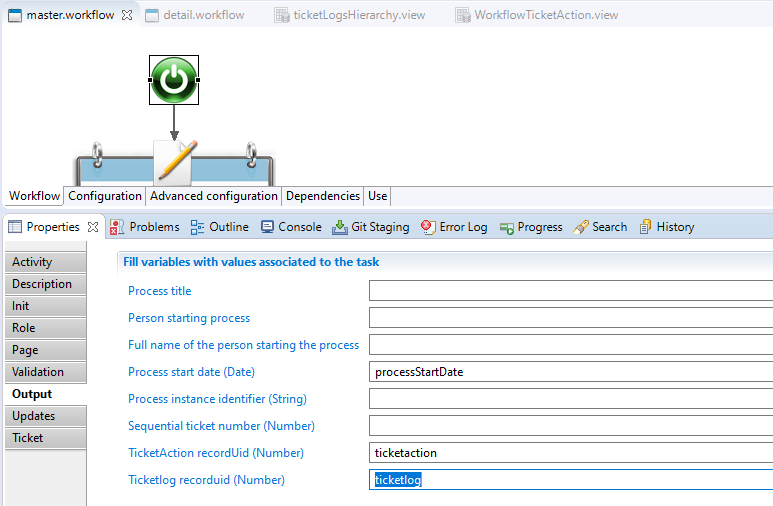 master.workflow detail.workflow ticketLogsHierarchy.view WorkflowTicketAction.view
Workflow Configuration Advanced configuration Dependencies Use
Properties Problems Outline Console Git Staging Error Log Progress Search History
Activity
Description
Init
Role
Page
Validation
Output
Updates
Ticket
Fill variables with values associated to the task
Process title
Person starting process
Full name of the person starting the process
Process start date (Date) processStartDate
Process instance identifier (String)
Sequential ticket number (Number)
TicketAction recordUid (Number) ticketaction
Ticketlog recorduid (Number) ticketlog